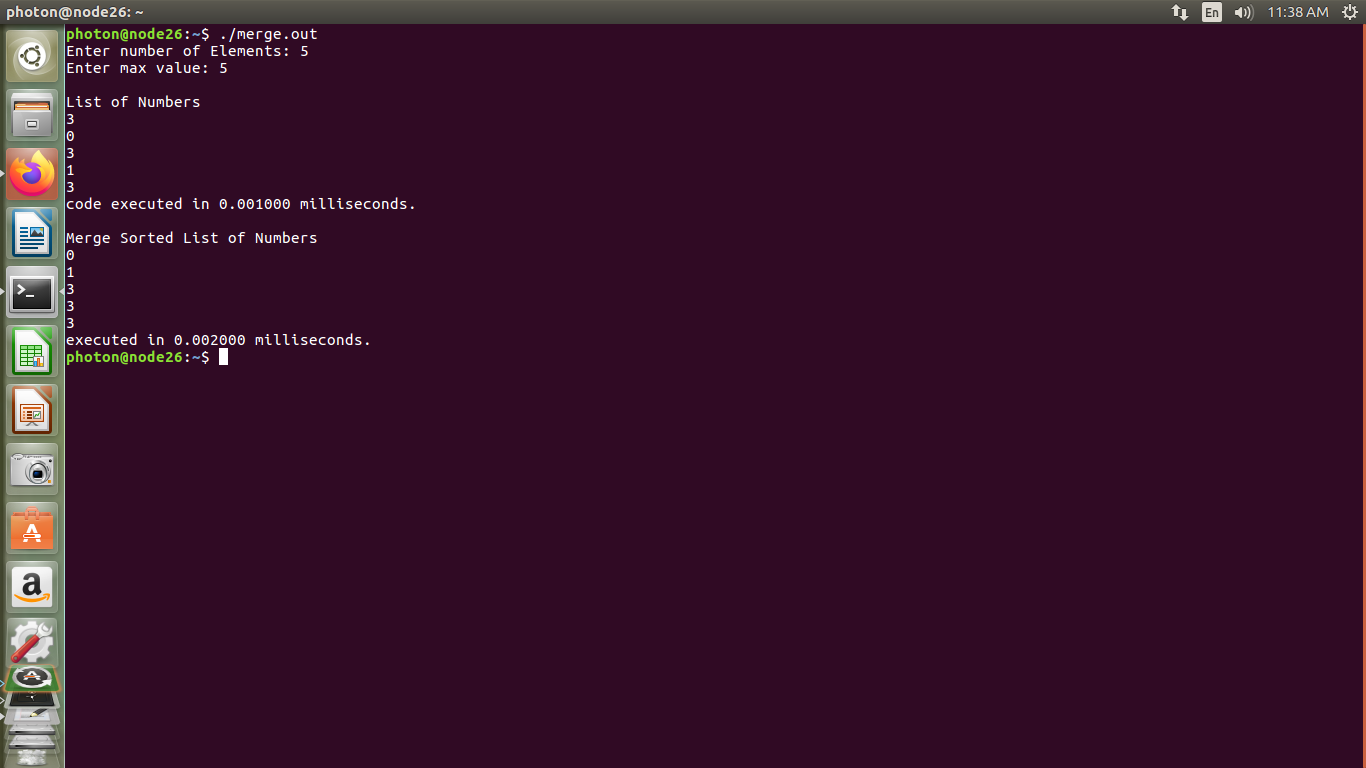 photon@node26: ~
En
11:38 AM
photon@node26:~$ ./merge.out
Enter number of Elements: 5
Enter max value: 5
List of Numbers
3
0
3
1
3
code executed in 0.001000 milliseconds.
Merge Sorted List of Numbers
0
1
3
3
3
executed in 0.002000 milliseconds.
photon@node26:~$